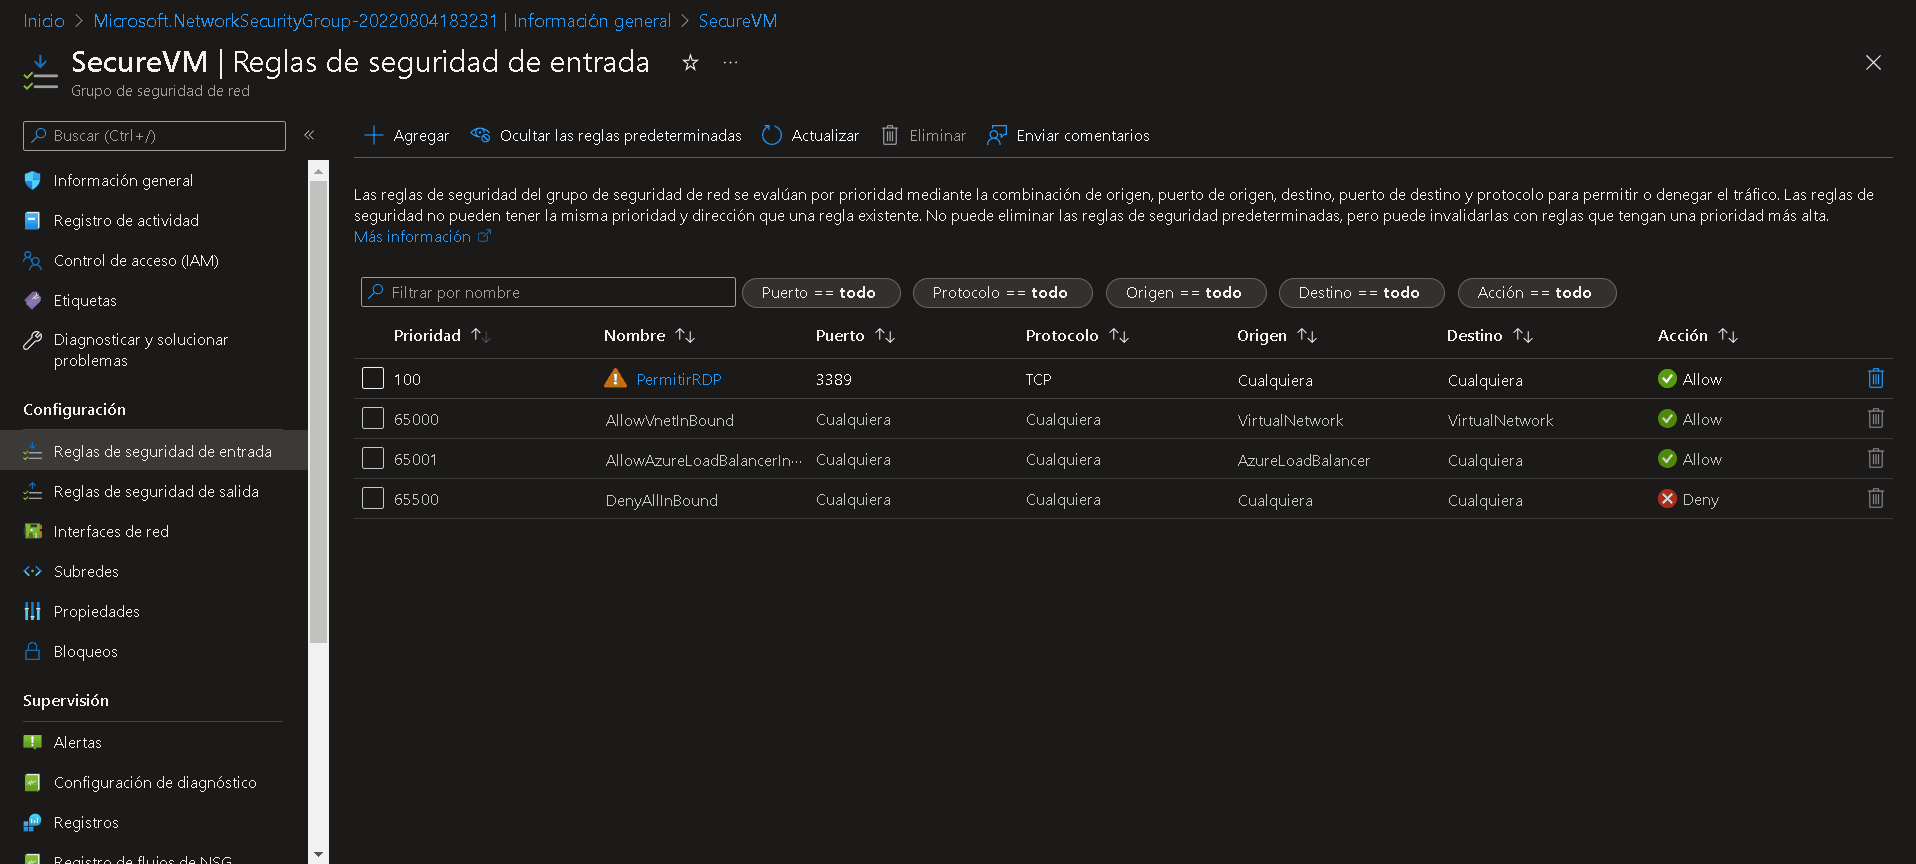 Inicio > Microsoft.NetworkSecurityGroup-20220804183231 | Información general > SecureVM
SecureVM | Reglas de seguridad de entrada
Grupo de seguridad de red
Buscar (Ctrl+/)
Información general
Registro de actividad
Control de acceso (IAM)
Etiquetas
Diagnosticar y solucionar
problemas
Configuración
Reglas de seguridad de entrada
Reglas de seguridad de salida
Interfaces de red
Subredes
Propiedades
Bloqueos
Supervisión
Alertas
Configuración de diagnóstico
Registros
Registro de flujos de NSG
Agregar Ocultar las reglas predeterminadas Actualizar Eliminar Enviar comentarios
Las reglas de seguridad del grupo de seguridad de red se evalúan por prioridad mediante la combinación de origen, puerto de origen, destino, puerto de destino y protocolo para permitir o denegar el tráfico. Las reglas de
seguridad no pueden tener la misma prioridad y dirección que una regla existente. No puede eliminar las reglas de seguridad predeterminadas, pero puede invalidarlas con reglas que tengan una prioridad más alta.
Más información
Filtrar por nombre Puerto == todo Protocolo == todo Origen == todo Destino == todo Acción == todo
Prioridad Nombre Puerto Protocolo Origen Destino Acción
100 PermitirRDP 3389 TCP Cualquiera Cualquiera Allow
65000 AllowVnetInBound Cualquiera Cualquiera VirtualNetwork VirtualNetwork Allow
65001 AllowAzureLoadBalancerIn··· Cualquiera Cualquiera AzureLoadBalancer Cualquiera Allow
65500 DenyAllInBound Cualquiera Cualquiera Cualquiera Cualquiera Deny